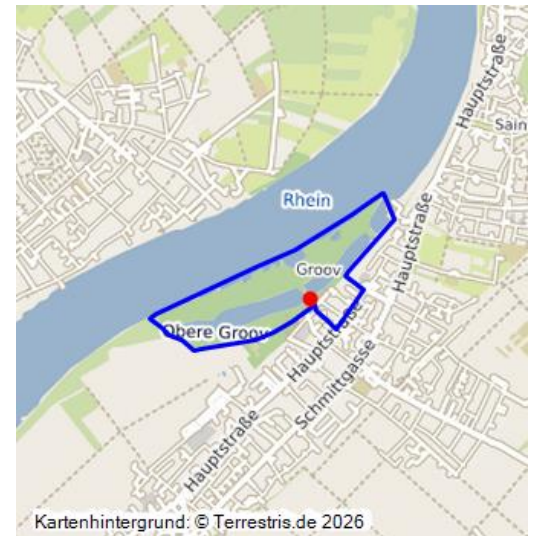 Hauptstraße
Sain
Rhein
Hauptstraße
Groov
Obere Groov
Hauptstraße
Schmittgasse
Hauptstraße
Kartenhintergrund: © Terrestris.de 2026